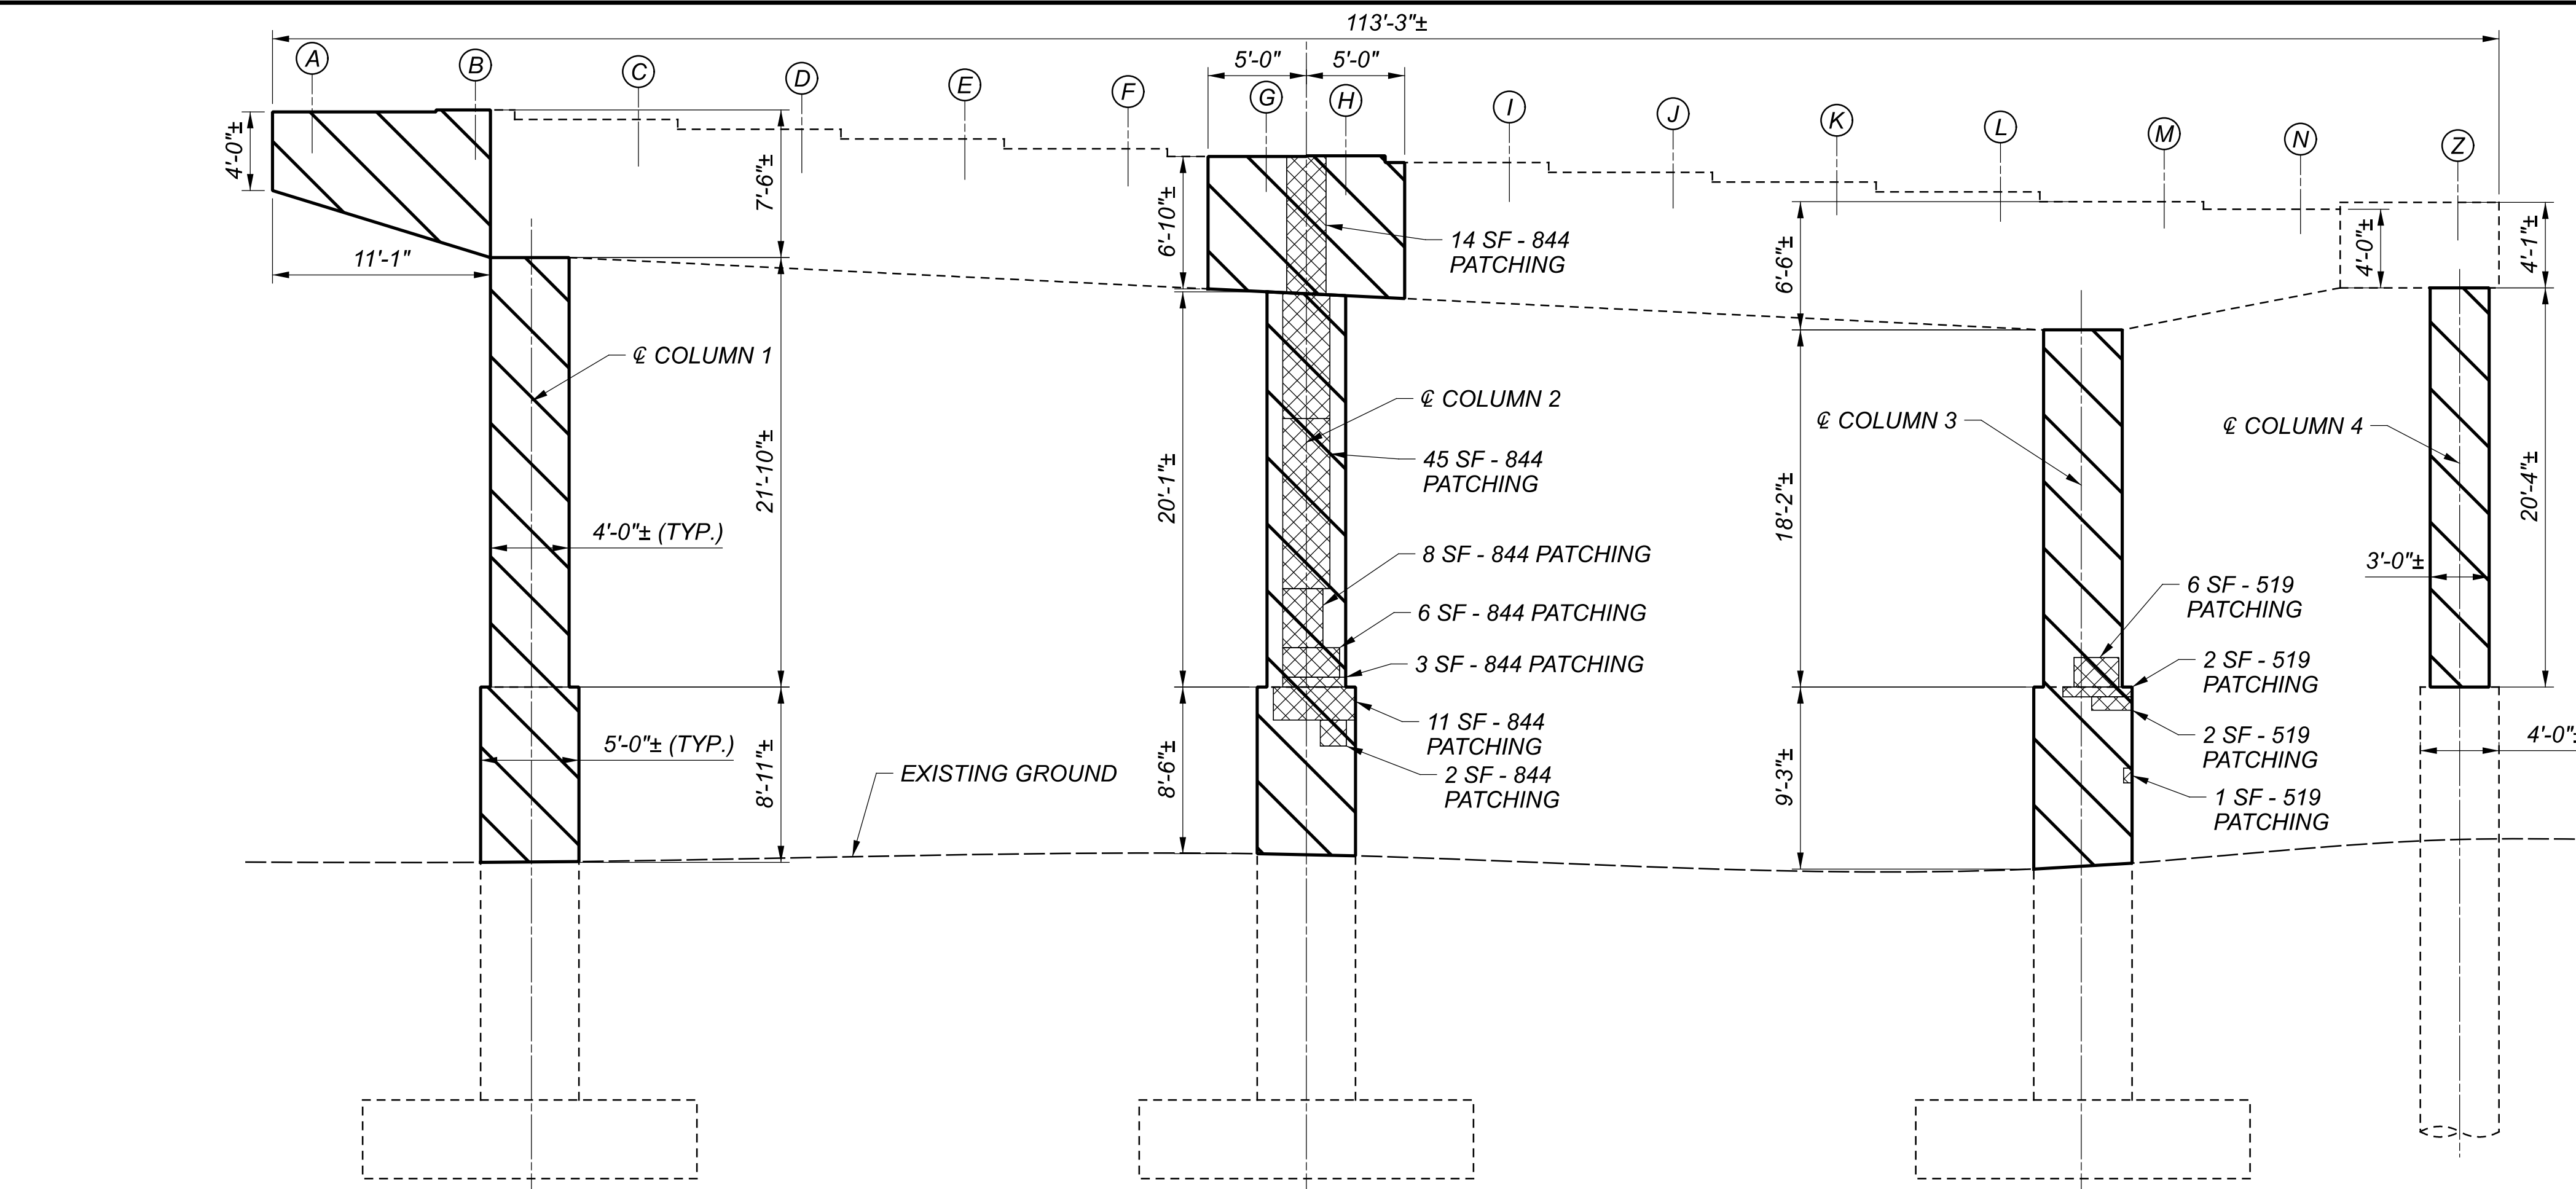 113'-3"±
5'-0" 5'-0"
A B C D E F G H I J K L M N Z
4'-0"±
11'-1"
7'-6"±
6'-10"±
14 SF - 844
PATCHING
6'-6"±
4'-0"±
4'-1"±
℄ COLUMN 1
21'-10"±
4'-0"± (TYP.)
5'-0"± (TYP.)
8'-11"±
EXISTING GROUND
20'-1"±
8'-6"±
℄ COLUMN 2
45 SF - 844
PATCHING
8 SF - 844 PATCHING
6 SF - 844 PATCHING
3 SF - 844 PATCHING
11 SF - 844
PATCHING
2 SF - 844
PATCHING
18'-2"±
9'-3"±
℄ COLUMN 3
6 SF - 519
PATCHING
2 SF - 519
PATCHING
2 SF - 519
PATCHING
1 SF - 519
PATCHING
℄ COLUMN 4
3'-0"±
20'-4"±
4'-0"±